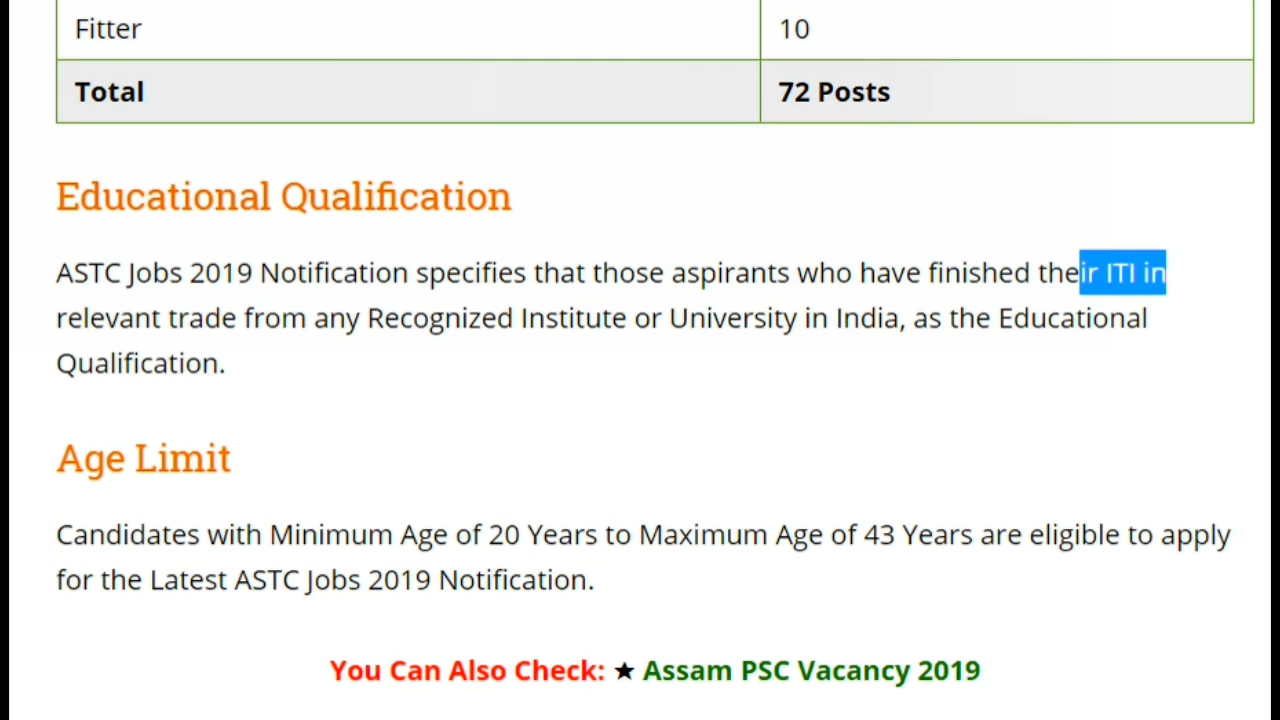 Fitter 10
Total 72 Posts
Educational Qualification
ASTC Jobs 2019 Notification specifies that those aspirants who have finished their ITI in
relevant trade from any Recognized Institute or University in India, as the Educational
Qualification.
Age Limit
Candidates with Minimum Age of 20 Years to Maximum Age of 43 Years are eligible to apply
for the Latest ASTC Jobs 2019 Notification.
You Can Also Check: ★ Assam PSC Vacancy 2019